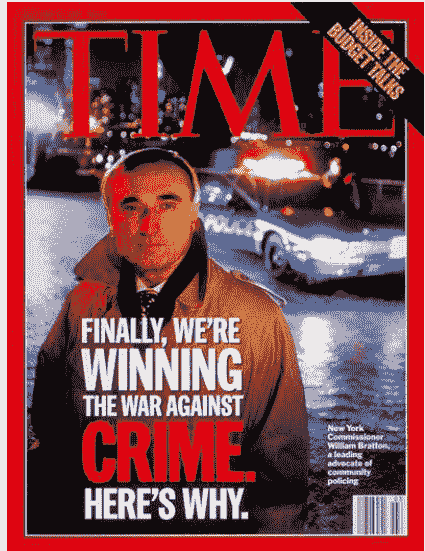 INSIDE THE
BUDGET TALKS
TIME
POLICE
FINALLY, WE'RE
WINNING
THE WAR AGAINST
CRIME.
HERE'S WHY.
New York
Commissioner
William Bratton,
a leading
advocate of
community
policing